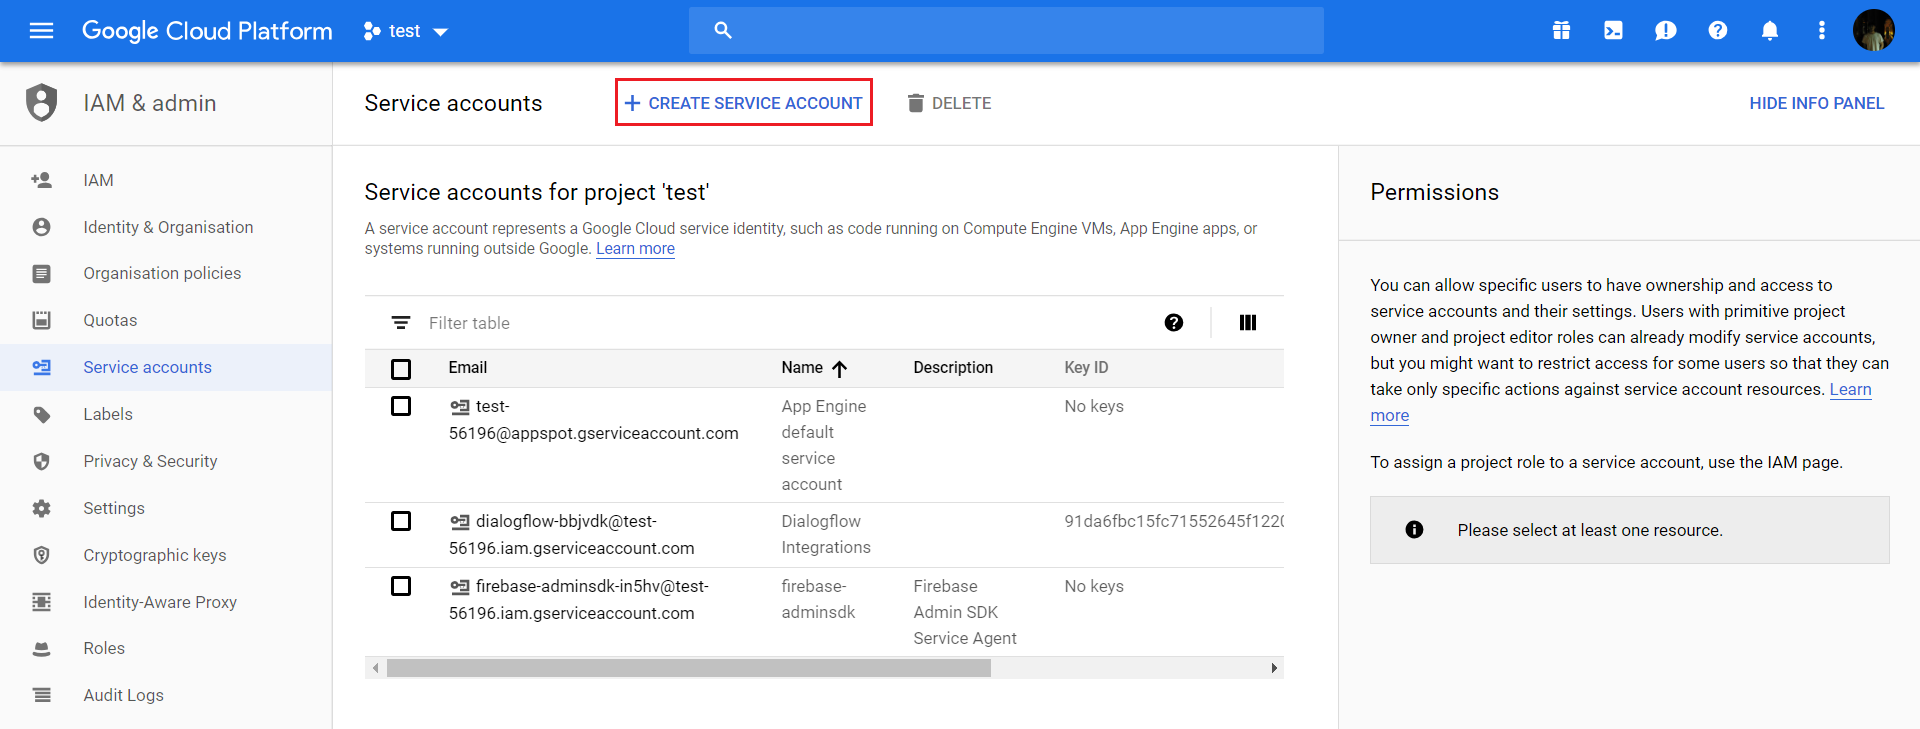 Google Cloud Platform
test
IAM & admin
Service accounts
CREATE SERVICE ACCOUNT
DELETE
HIDE INFO PANEL
IAM
Identity & Organisation
Organisation policies
Quotas
Service accounts
Labels
Privacy & Security
Settings
Cryptographic keys
Identity-Aware Proxy
Roles
Audit Logs
Service accounts for project 'test'
A service account represents a Google Cloud service identity, such as code running on Compute Engine VMs, App Engine apps, or
systems running outside Google. Learn more
Filter table
Email Name Description Key ID
test-
56196@appspot.gserviceaccount.com
App Engine
default
service
account
No keys
dialogflow-bbjvdk@test-
56196.iam.gserviceaccount.com
Dialogflow
Integrations
91da6fbc15fc71552645f1220
firebase-adminsdk-in5hv@test-
56196.iam.gserviceaccount.com
firebase-
adminsdk
Firebase
Admin SDK
Service Agent
No keys
Permissions
You can allow specific users to have ownership and access to
service accounts and their settings. Users with primitive project
owner and project editor roles can already modify service accounts,
but you might want to restrict access for some users so that they can
take only specific actions against service account resources. Learn
more
To assign a project role to a service account, use the IAM page.
Please select at least one resource.